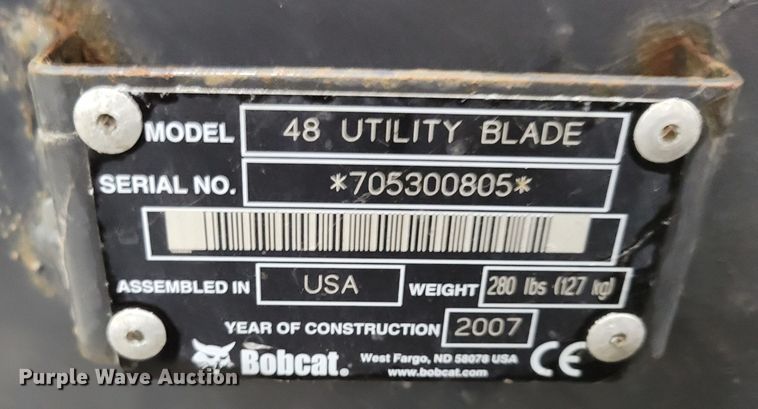 MODEL 48 UTILITY BLADE
SERIAL NO. *705300805*
ASSEMBLED IN USA WEIGHT 280 lbs (127 kg)
YEAR OF CONSTRUCTION 2007
Bobcat. West Fargo, ND 58078 USA CE
www.bobcat.com
Purple Wave Auction